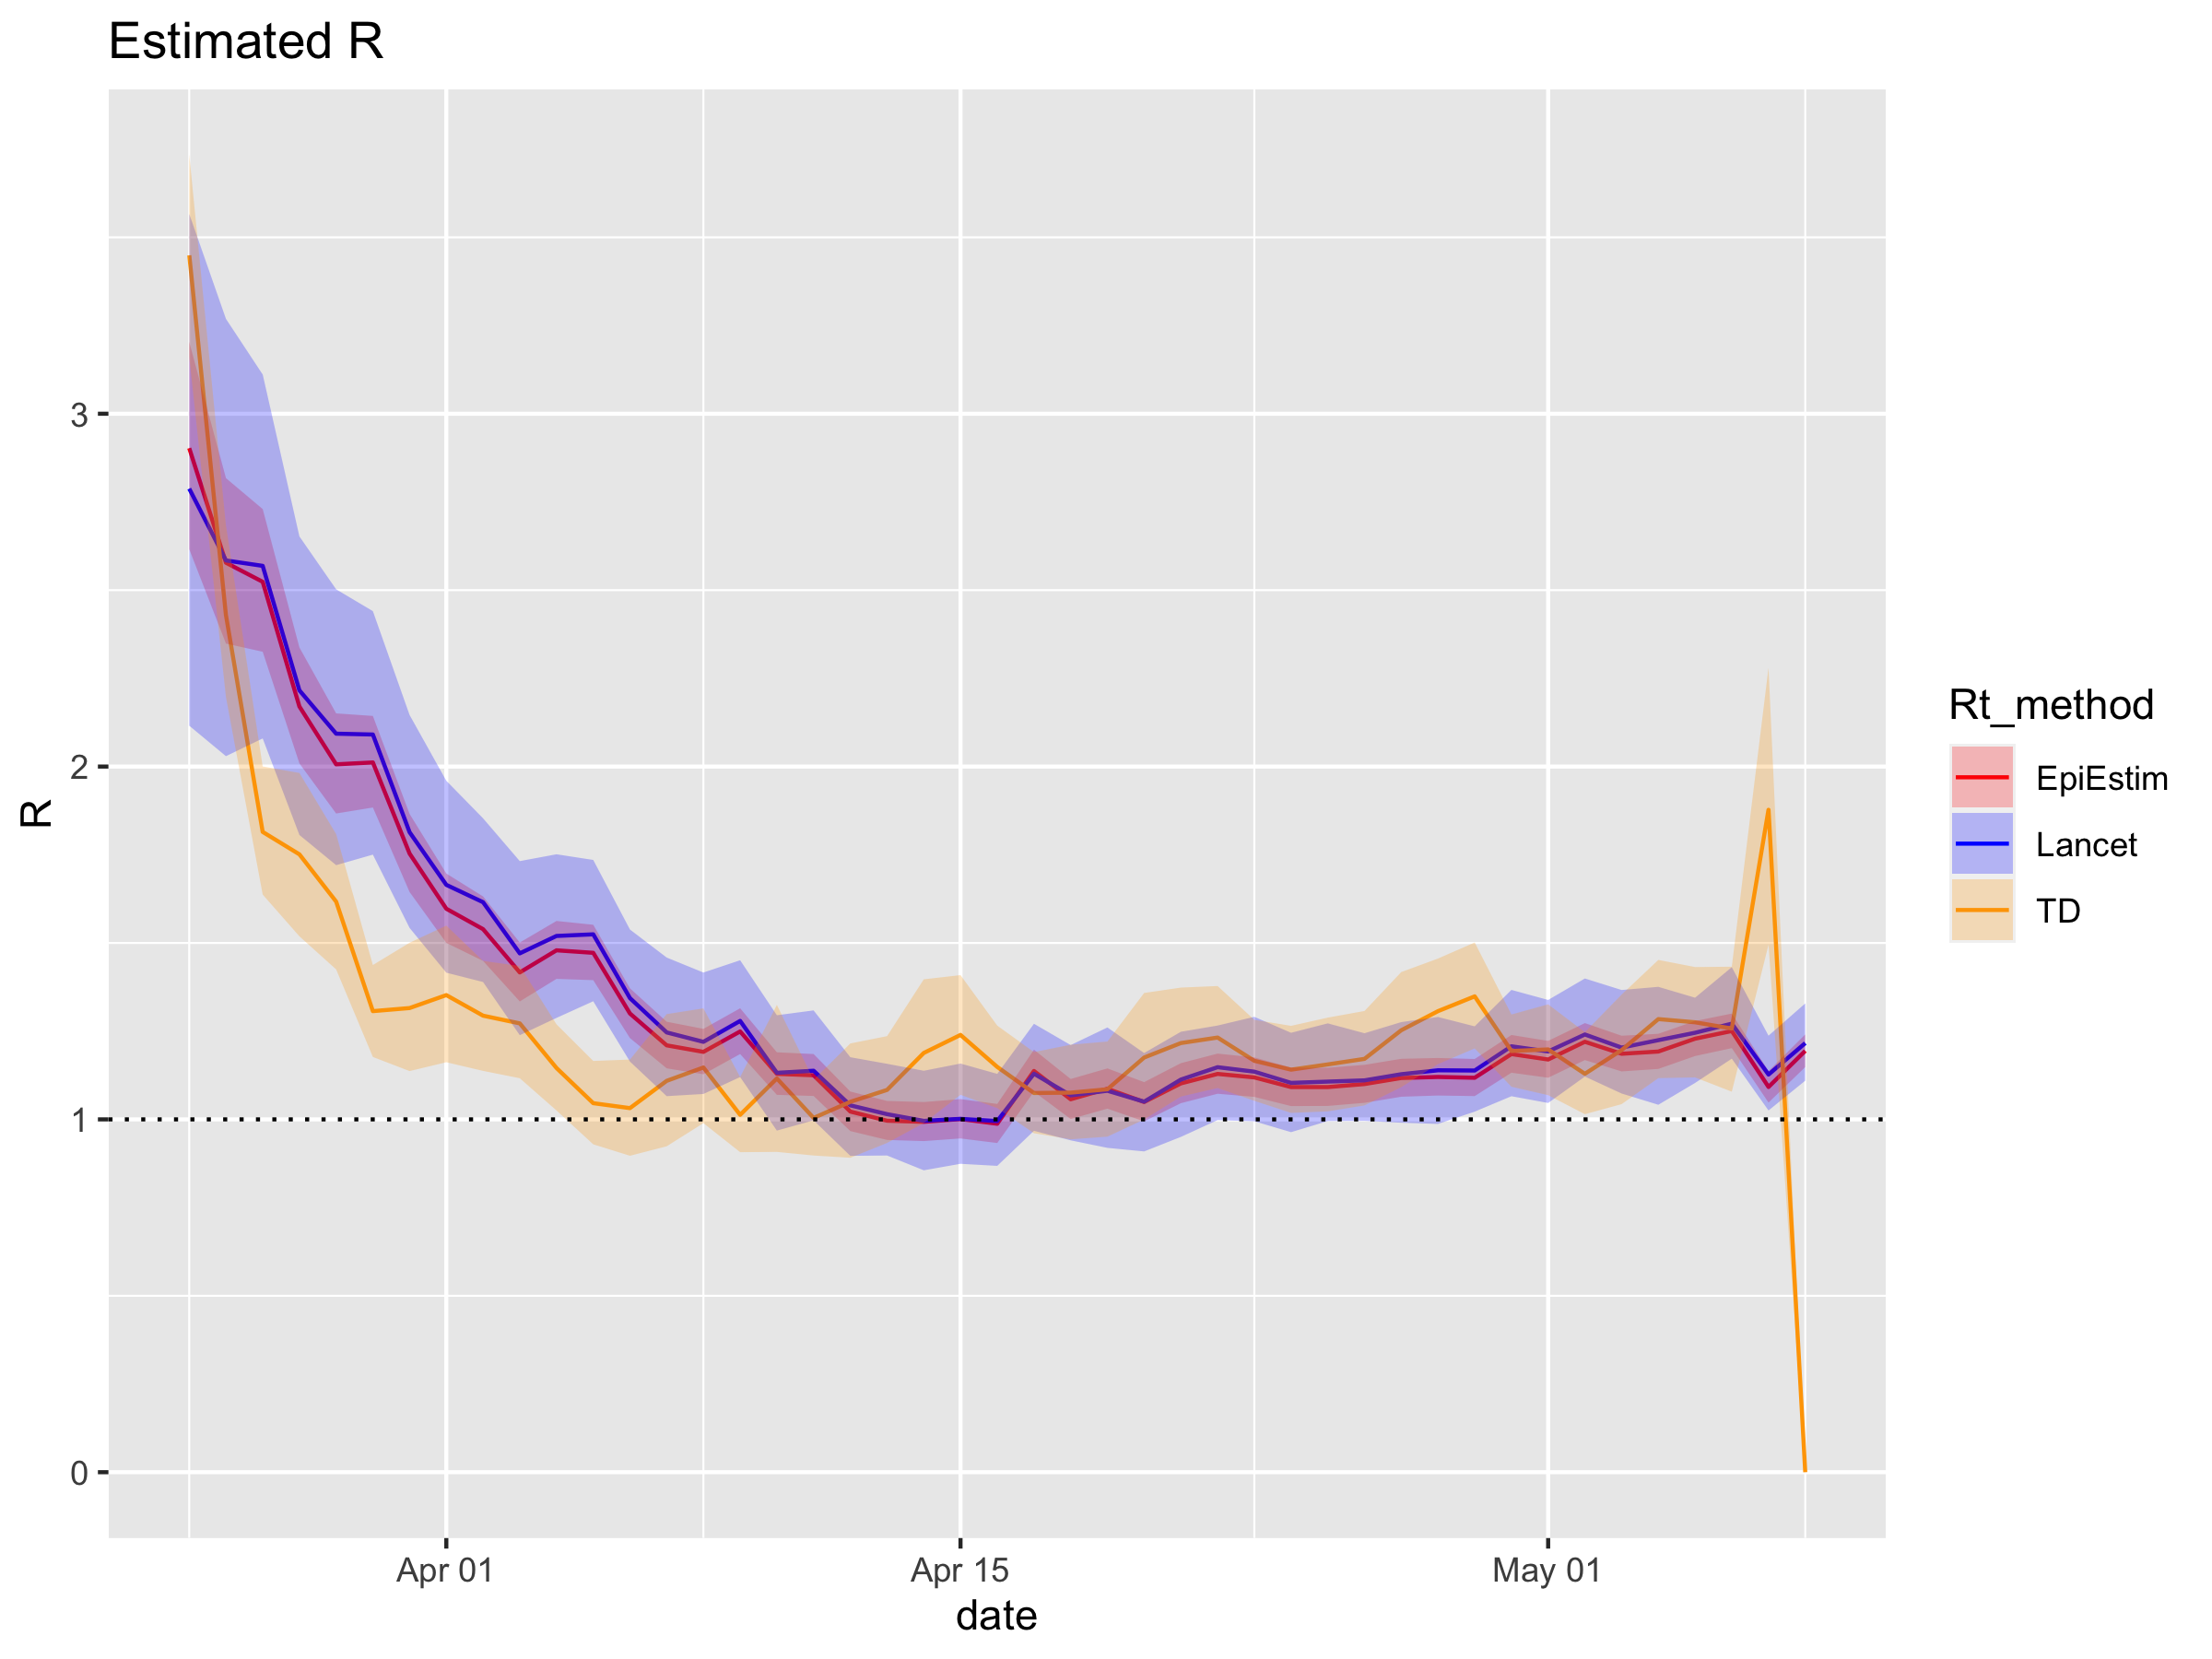 Estimated R
3
2
1
0
R
Apr 01
Apr 15
May 01
date
Rt_method
EpiEstim
Lancet
TD